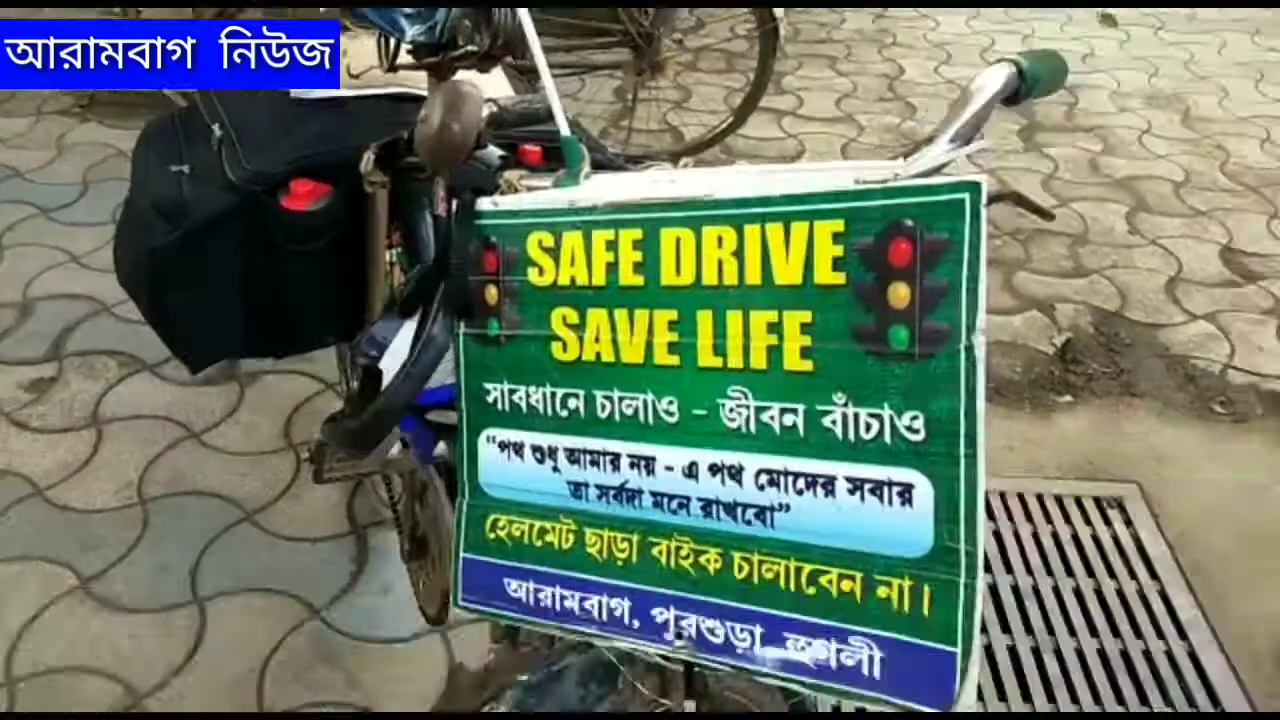 আরামবাগ নিউজ
SAFE DRIVE
SAVE LIFE
সাবধানে চালাও - জীবন বাঁচাও
"পথ শুধু আমার নয় - এ পথ মোদের সবার
তা সর্বদা মনে রাখবো"
হেলমেট ছাড়া বাইক চালাবেন না।
আরামবাগ, পুরশুড়া, হুগলী